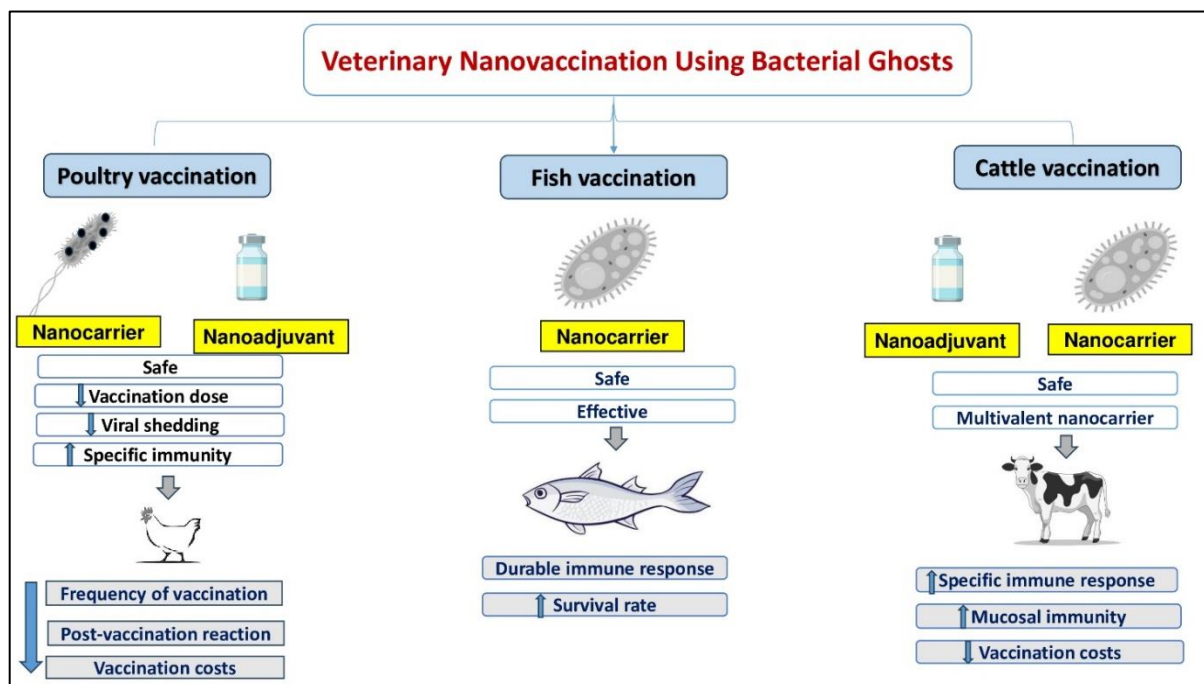 Veterinary Nanovaccination Using Bacterial Ghosts
Poultry vaccination
Nanocarrier
Nanoadjuvant
Safe
Vaccination dose
Viral shedding
Specific immunity
Frequency of vaccination
Post-vaccination reaction
Vaccination costs
Fish vaccination
Nanocarrier
Safe
Effective
Durable immune response
Survival rate
Cattle vaccination
Nanoadjuvant
Nanocarrier
Safe
Multivalent nanocarrier
Specific immune response
Mucosal immunity
Vaccination costs